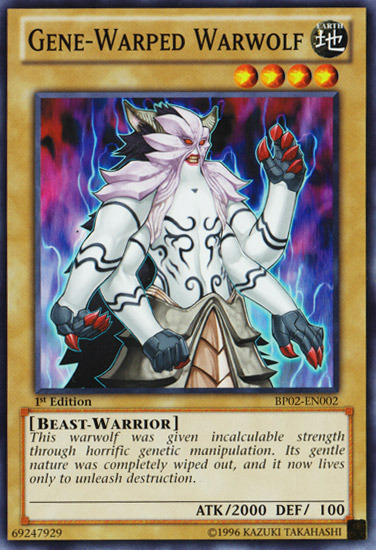 GENE-WARPED WARWOLF
EARTH
地
1st Edition
BP02-EN002
[BEAST-WARRIOR]
This warwolf was given incalculable strength
through horrific genetic manipulation. Its gentle
nature was completely wiped out, and it now lives
only to unleash destruction.
ATK/2000 DEF/ 100
69247929
©1996 KAZUKI TAKAHASHI